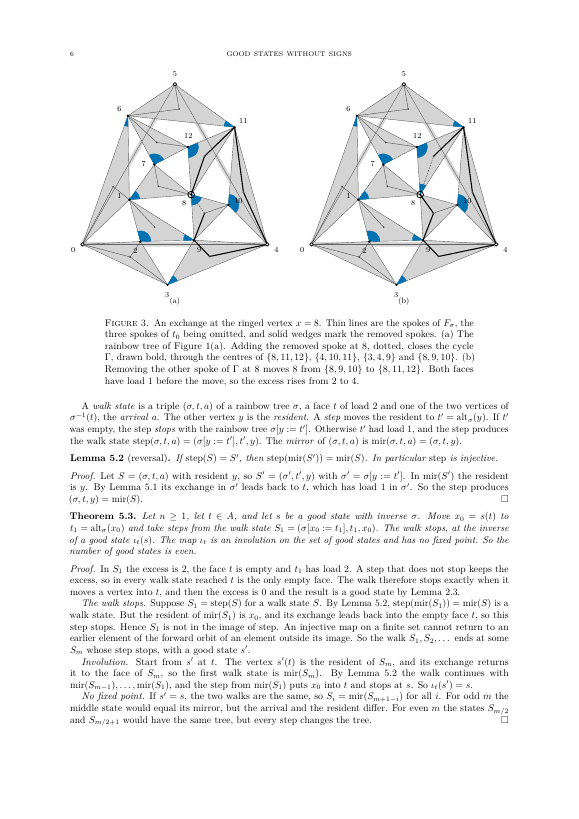 6
GOOD STATES WITHOUT SIGNS
5
6
11
12
7
1
8
10
0
2
9
4
3
(a)
5
6
11
12
7
1
8
10
0
2
9
4
3
(b)
FIGURE 3. An exchange at the ringed vertex x = 8. Thin lines are the spokes of F_σ, the
three spokes of t₀ being omitted, and solid wedges mark the removed spokes. (a) The
rainbow tree of Figure 1(a). Adding the removed spoke at 8, dotted, closes the cycle
Γ, drawn bold, through the centres of {8, 11, 12}, {4, 10, 11}, {3, 4, 9} and {8, 9, 10}. (b)
Removing the other spoke of Γ at 8 moves 8 from {8, 9, 10} to {8, 11, 12}. Both faces
have load 1 before the move, so the excess rises from 2 to 4.
A walk state is a triple (σ, t, a) of a rainbow tree σ, a face t of load 2 and one of the two vertices of
σ⁻¹(t), the arrival a. The other vertex y is the resident. A step moves the resident to t′ = alt_σ(y). If t′
was empty, the step stops with the rainbow tree σ[y := t′]. Otherwise t′ had load 1, and the step produces
the walk state step(σ, t, a) = (σ[y := t′], t′, y). The mirror of (σ, t, a) is mir(σ, t, a) = (σ, t, y).
Lemma 5.2 (reversal). If step(S) = S′, then step(mir(S′)) = mir(S). In particular step is injective.
Proof. Let S = (σ, t, a) with resident y, so S′ = (σ′, t′, y) with σ′ = σ[y := t′]. In mir(S′) the resident
is y. By Lemma 5.1 its exchange in σ′ leads back to t, which has load 1 in σ′. So the step produces
(σ, t, y) = mir(S). □
Theorem 5.3. Let n ≥ 1, let t ∈ A, and let s be a good state with inverse σ. Move x₀ = s(t) to
t₁ = alt_σ(x₀) and take steps from the walk state S₁ = (σ[x₀ := t₁], t₁, x₀). The walk stops, at the inverse
of a good state ι_t(s). The map ι_t is an involution on the set of good states and has no fixed point. So the
number of good states is even.
Proof. In S₁ the excess is 2, the face t is empty and t₁ has load 2. A step that does not stop keeps the
excess, so in every walk state reached t is the only empty face. The walk therefore stops exactly when it
moves a vertex into t, and then the excess is 0 and the result is a good state by Lemma 2.3.
The walk stops. Suppose S₁ = step(S) for a walk state S. By Lemma 5.2, step(mir(S₁)) = mir(S) is a
walk state. But the resident of mir(S₁) is x₀, and its exchange leads back into the empty face t, so this
step stops. Hence S₁ is not in the image of step. An injective map on a finite set cannot return to an
earlier element of the forward orbit of an element outside its image. So the walk S₁, S₂, . . . ends at some
S_m whose step stops, with a good state s′.
Involution. Start from s′ at t. The vertex s′(t) is the resident of S_m, and its exchange returns
it to the face of S_m, so the first walk state is mir(S_m). By Lemma 5.2 the walk continues with
mir(S_{m−1}), . . . , mir(S₁), and the step from mir(S₁) puts x₀ into t and stops at s. So ι_t(s′) = s.
No fixed point. If s′ = s, the two walks are the same, so S_i = mir(S_{m+1−i}) for all i. For odd m the
middle state would equal its mirror, but the arrival and the resident differ. For even m the states S_{m/2}
and S_{m/2+1} would have the same tree, but every step changes the tree. □